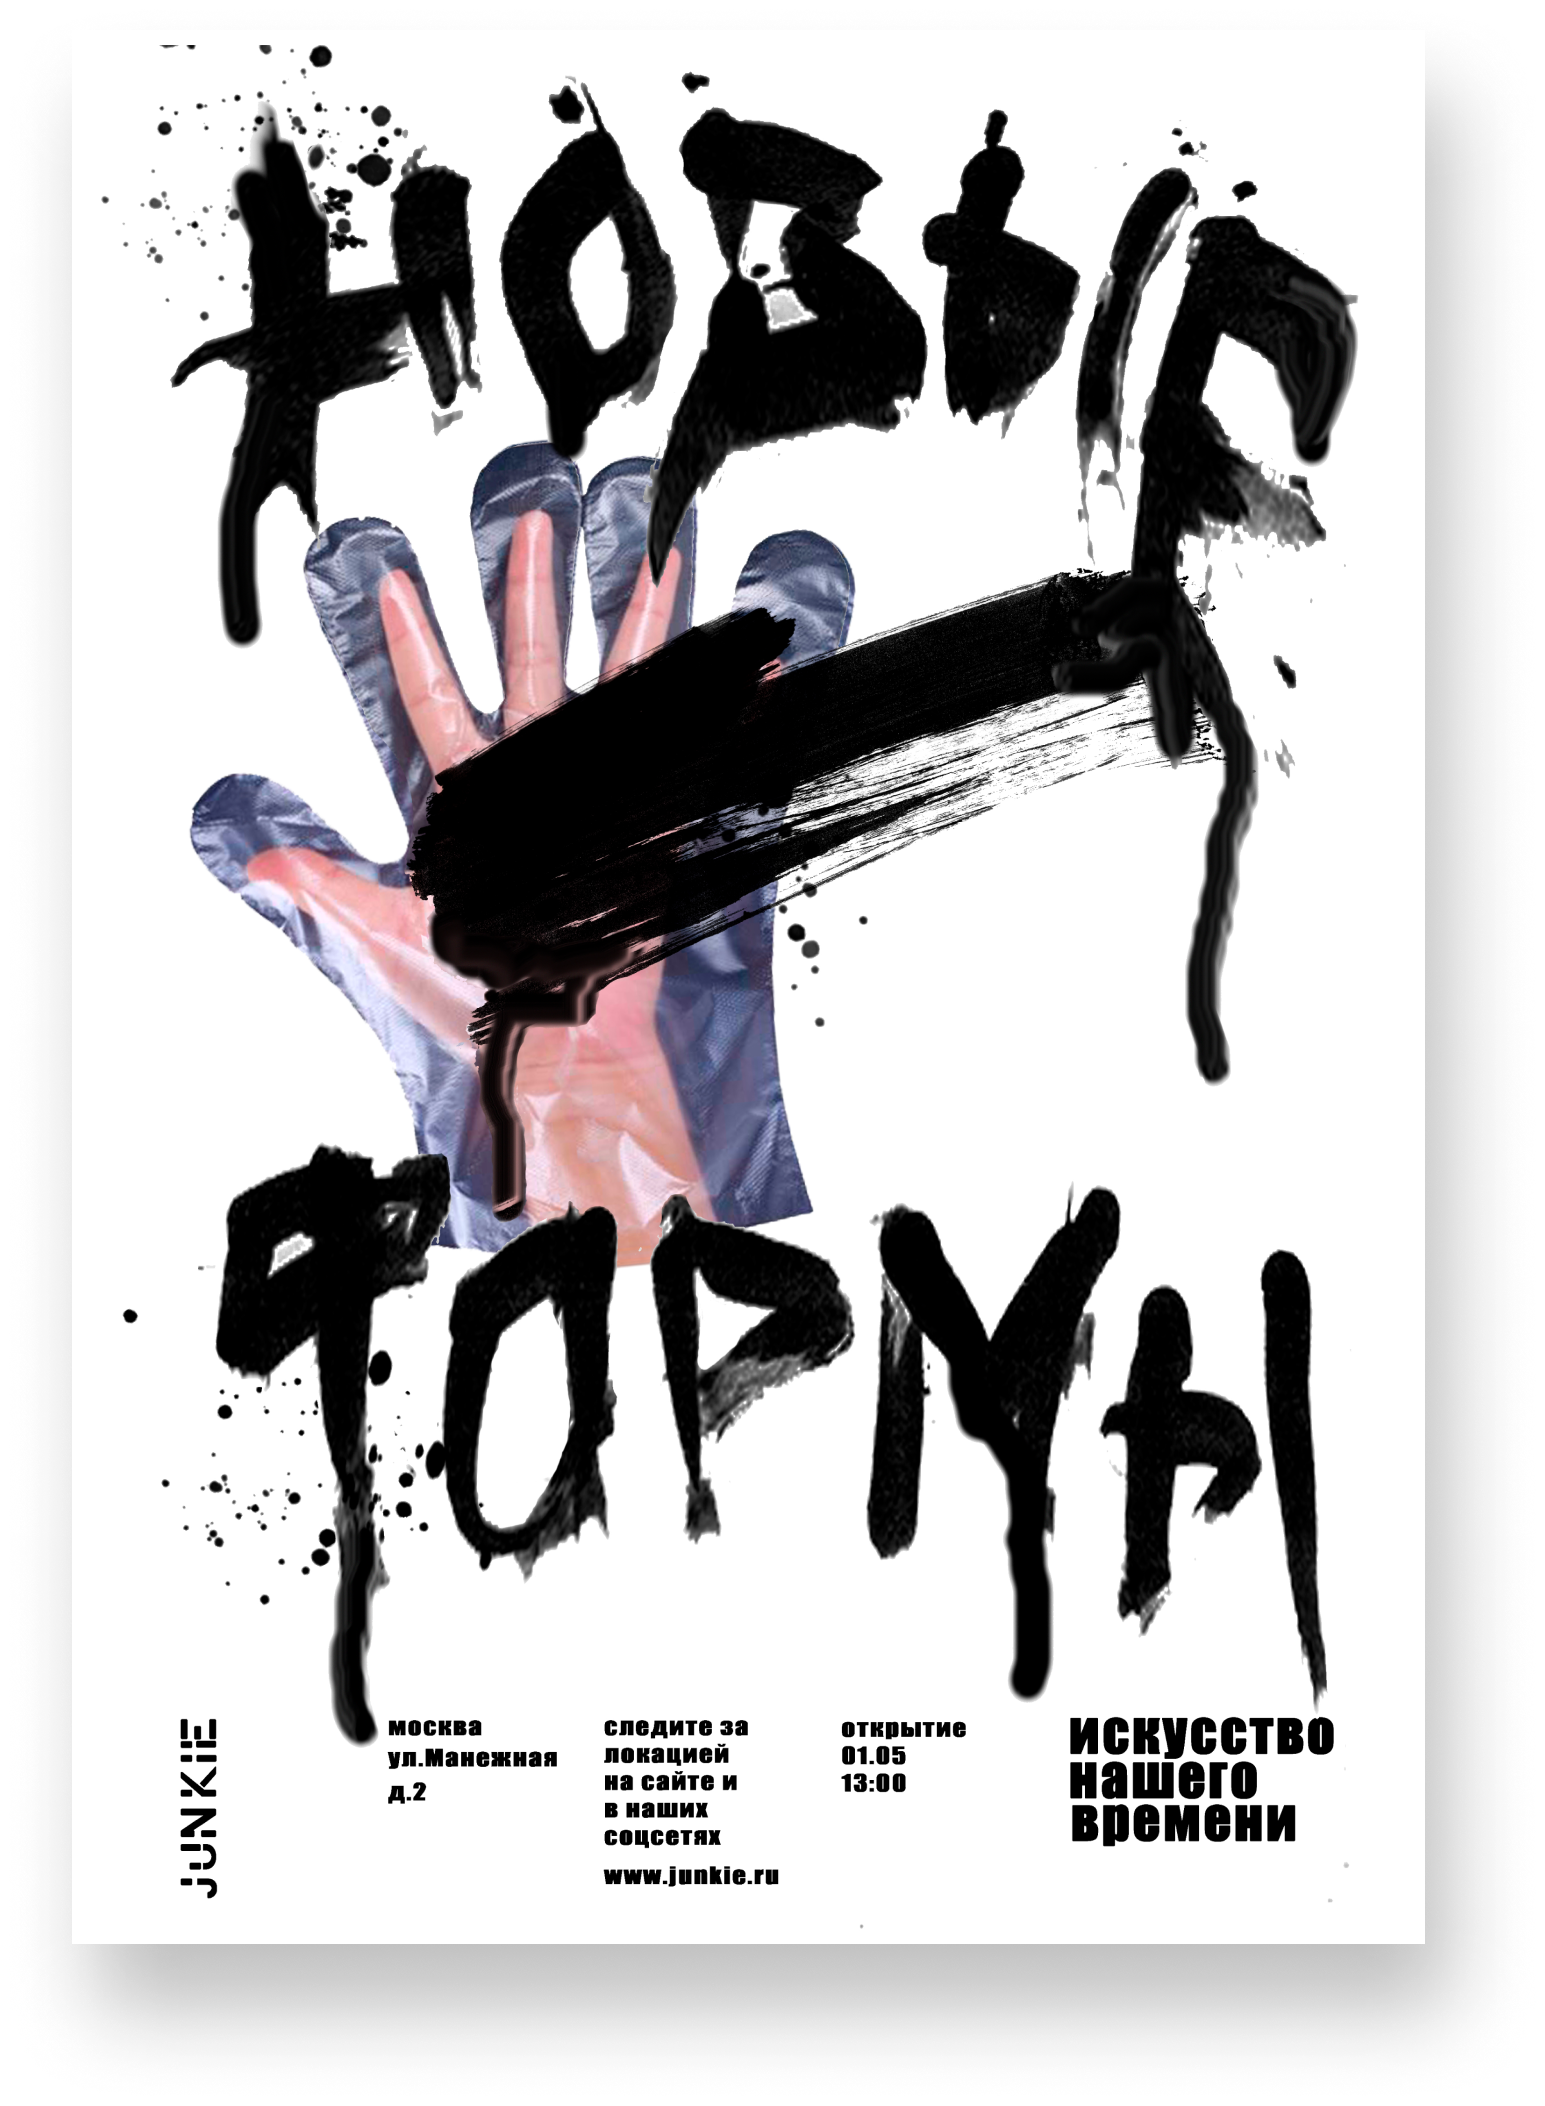 НОВЫЕ
ФОРМЫ
JUNKIE
москва
ул.Манежная
д.2
следите за
локацией
на сайте и
в наших
соцсетях
www.junkie.ru
открытие
01.05
13:00
искусство
нашего
времени